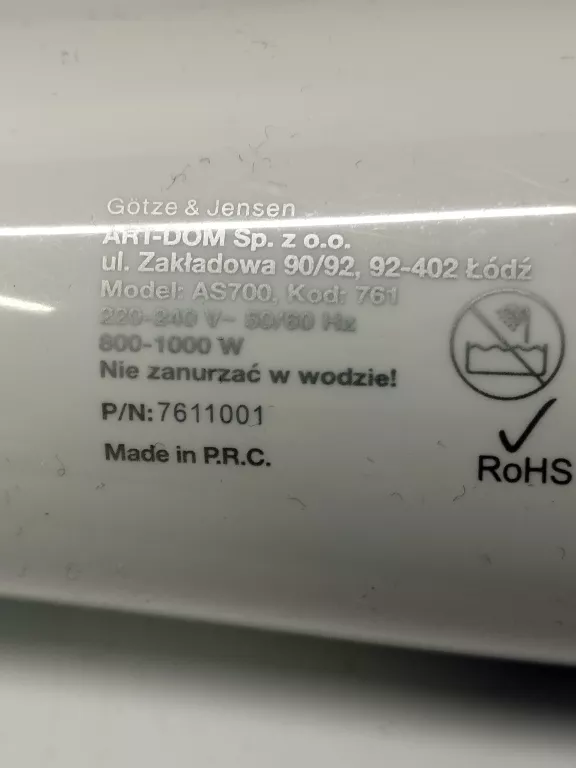 Götze & Jensen
ART-DOM Sp. z o.o.
ul. Zakładowa 90/92, 92-402 Łódź
Model: AS700, Kod: 761
220-240 V~ 50/60 Hz
800-1000 W
Nie zanurzać w wodzie!
P/N: 7611001
Made in P.R.C.
RoHS